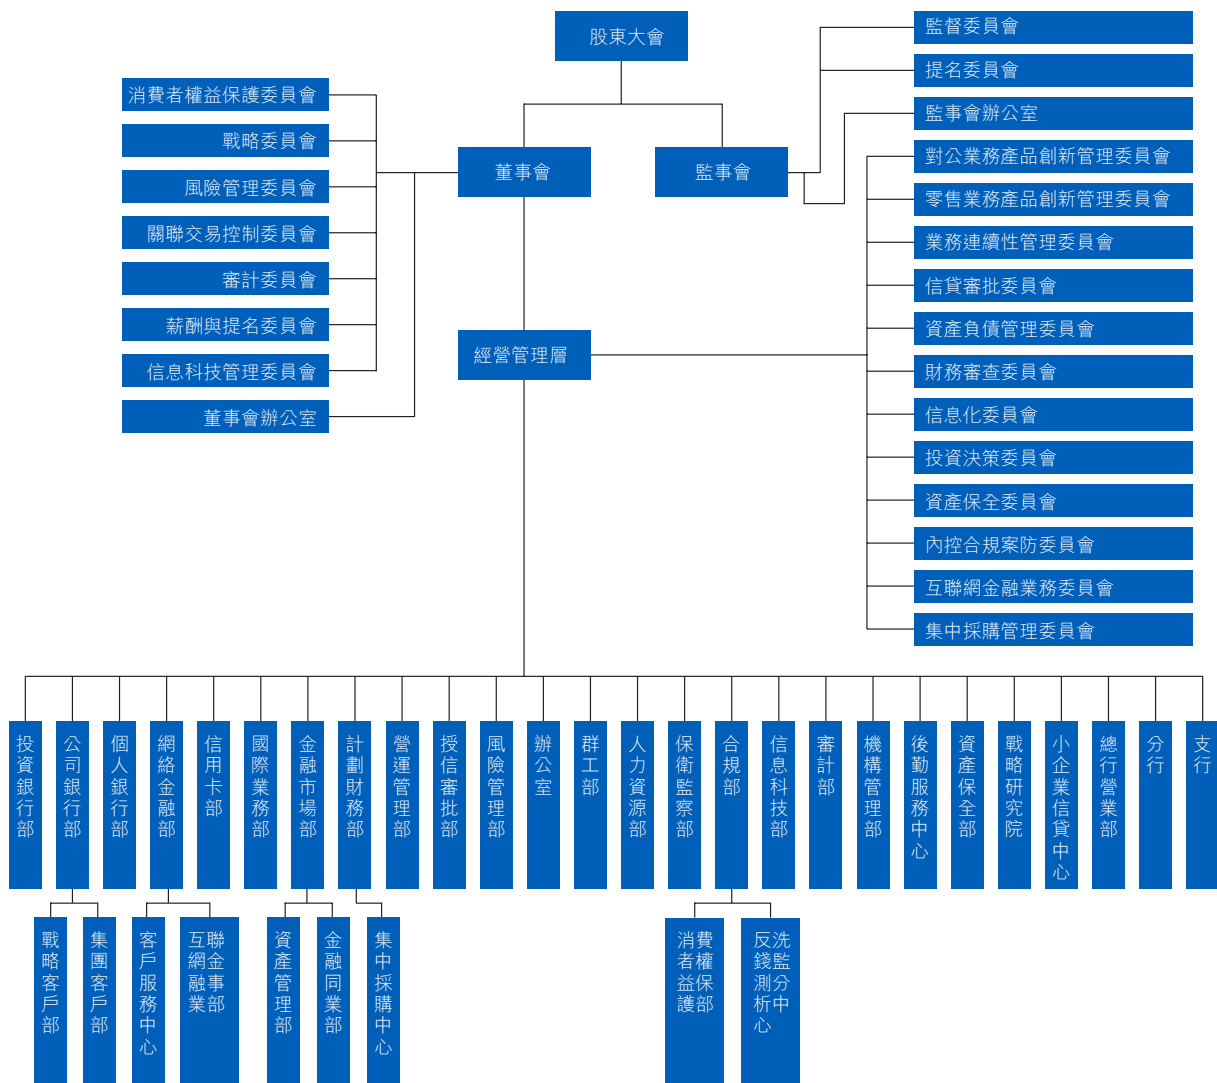 股東大會
董事會
監事會
經營管理層
消費者權益保護委員會
戰略委員會
風險管理委員會
關聯交易控制委員會
審計委員會
薪酬與提名委員會
信息科技管理委員會
董事會辦公室
監督委員會
提名委員會
監事會辦公室
對公業務產品創新管理委員會
零售業務產品創新管理委員會
業務連續性管理委員會
信貸審批委員會
資產負債管理委員會
財務審查委員會
信息化委員會
投資決策委員會
資產保全委員會
內控合規案防委員會
互聯網金融業務委員會
集中採購管理委員會
投資銀行部
公司銀行部
個人銀行部
網絡金融部
信用卡部
國際業務部
金融市場部
計劃財務部
營運管理部
授信審批部
風險管理部
辦公室
群工部
人力資源部
保衛監察部
合規部
信息科技部
審計部
機構管理部
後勤服務中心
資產保全部
戰略研究院
小企業信貸中心
總行營業部
分行
支行
戰略客戶部
集團客戶部
客戶服務中心
互聯
網金
融事
業部
資產管理部
金融同業部
集中採購中心
消費
者權
益保
護部
反洗
錢監
測分
析中
心